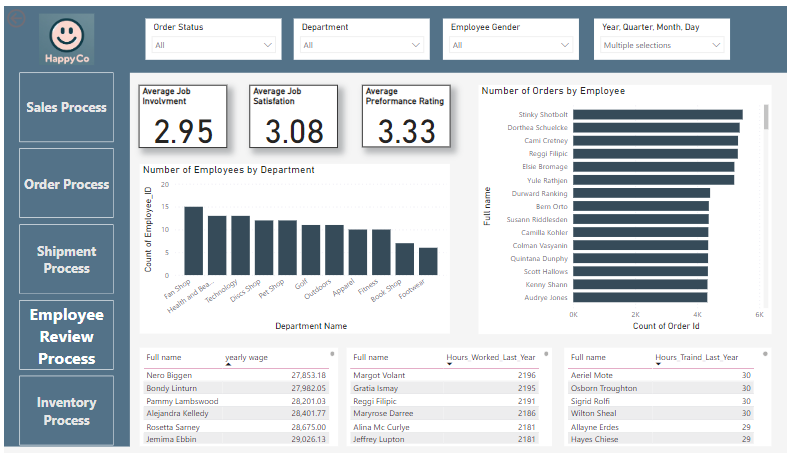 HappyCo
Order Status
All
Department
All
Employee Gender
All
Year, Quarter, Month, Day
Multiple selections
Sales Process
Order Process
Shipment
Process
Employee
Review
Process
Inventory
Process
Average Job
Involvment
2.95
Average Job
Satisfation
3.08
Average
Preformance Rating
3.33
Number of Employees by Department
Count of Employee_ID
20
15
10
5
0
Fan Shop
Health and Bea...
Technology
Discs Shop
Pet Shop
Golf
Outdoors
Apparel
Fitness
Book Shop
Footwear
Department Name
Number of Orders by Employee
Full name
Stinky Shotbolt
Dorthea Schuelcke
Cami Cretney
Reggi Filipic
Elsie Bromage
Yule Rathjen
Durward Ranking
Bern Orto
Susann Riddlesden
Camilla Kohler
Colman Vasyanin
Quintana Dunphy
Scott Hallows
Kenny Shann
Audrye Jones
0K 2K 4K 6K
Count of Order Id
Full name yearly wage
Nero Biggen 27,853.18
Bondy Linturn 27,982.05
Pammy Lambswood 28,201.03
Alejandra Kelledy 28,401.77
Rosetta Sarney 28,675.00
Jemima Ebbin 29,026.13
Full name Hours_Worked_Last_Year
Margot Volant 2196
Gratia Ismay 2195
Reggi Filipic 2191
Maryrose Darree 2186
Alina Mc Curlye 2181
Jeffrey Lupton 2181
Full name Hours_Traind_Last_Year
Aeriel Mote 30
Osborn Troughton 30
Sigrid Rolfi 30
Wilton Sheal 30
Allayne Erdes 29
Hayes Chiese 29